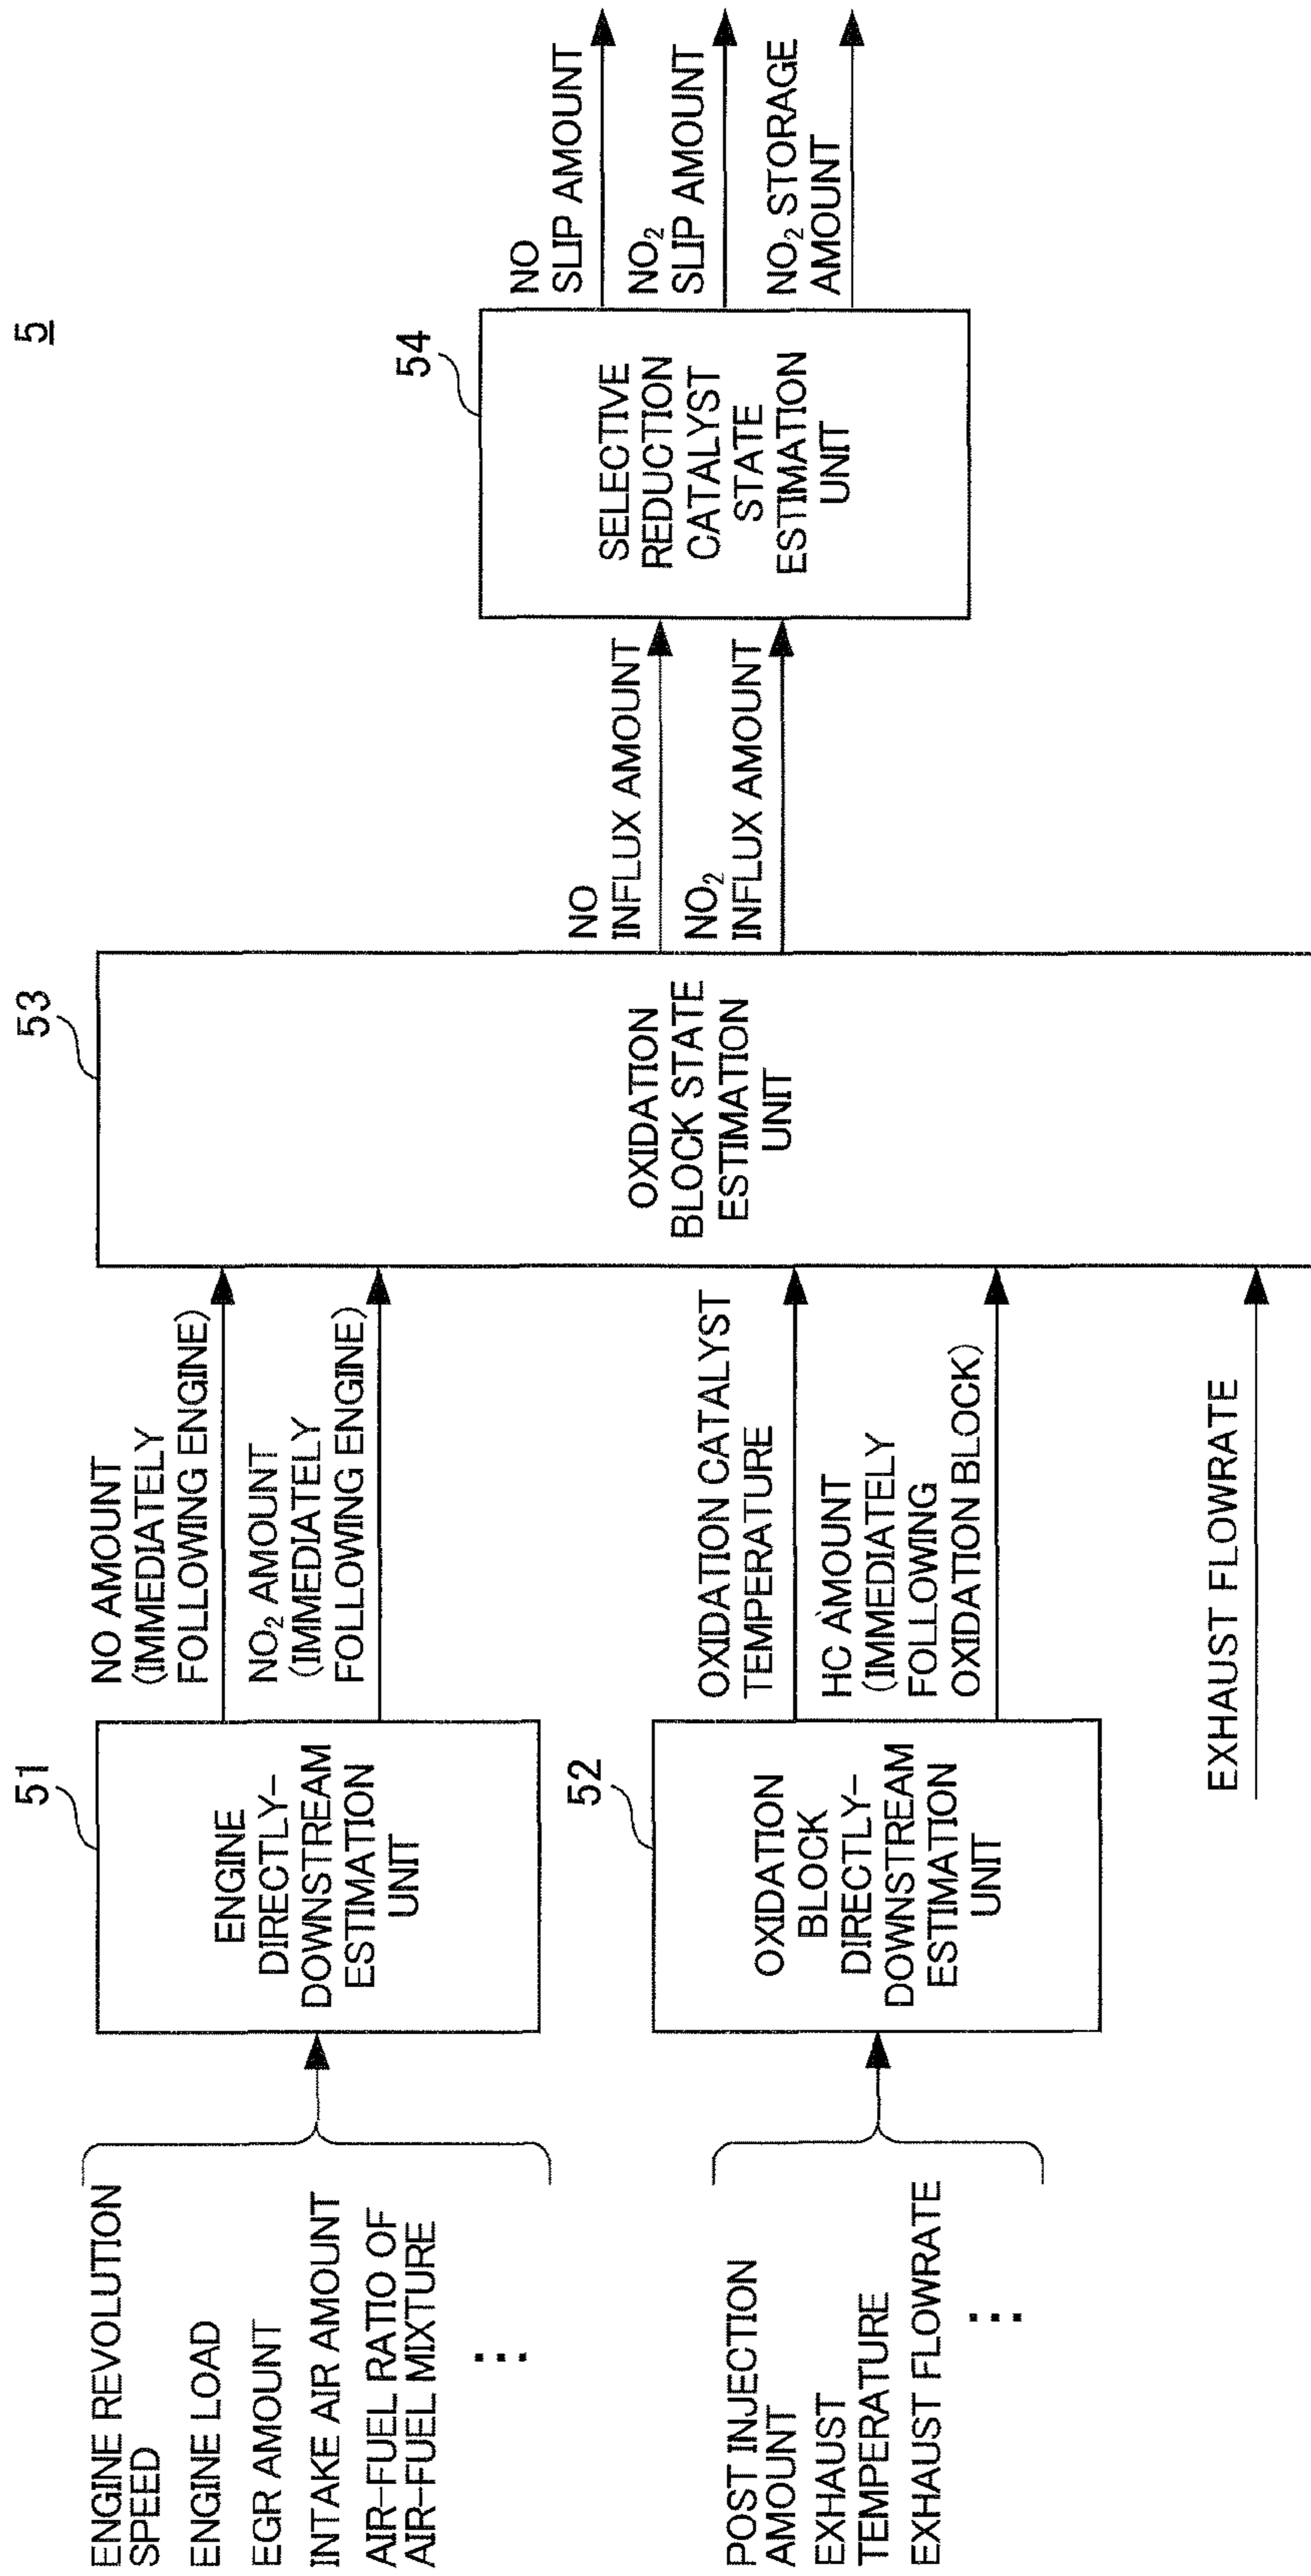 5
ENGINE REVOLUTION
SPEED
ENGINE LOAD
EGR AMOUNT
INTAKE AIR AMOUNT
AIR-FUEL RATIO OF
AIR-FUEL MIXTURE
⋮
51
ENGINE
DIRECTLY-
DOWNSTREAM
ESTIMATION
UNIT
NO AMOUNT
(IMMEDIATELY
FOLLOWING ENGINE)
NO₂ AMOUNT
(IMMEDIATELY
FOLLOWING ENGINE)
POST INJECTION
AMOUNT
EXHAUST
TEMPERATURE
EXHAUST FLOWRATE
⋮
52
OXIDATION
BLOCK
DIRECTLY-
DOWNSTREAM
ESTIMATION
UNIT
OXIDATION CATALYST
TEMPERATURE
HC AMOUNT
(IMMEDIATELY
FOLLOWING
OXIDATION BLOCK)
EXHAUST FLOWRATE
53
OXIDATION
BLOCK STATE
ESTIMATION
UNIT
NO
INFLUX AMOUNT
NO₂
INFLUX AMOUNT
54
SELECTIVE
REDUCTION
CATALYST
STATE
ESTIMATION
UNIT
NO
SLIP AMOUNT
NO₂
SLIP AMOUNT
NO₂ STORAGE
AMOUNT